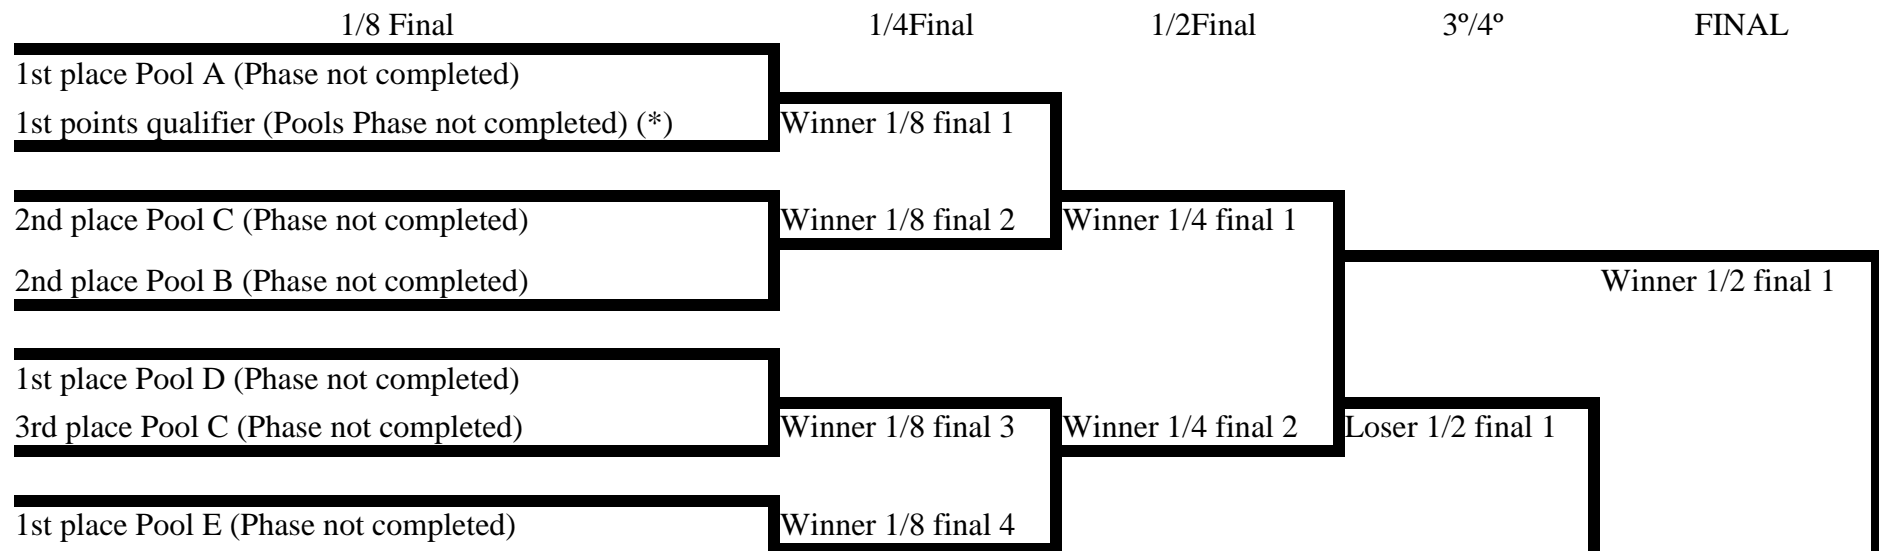 1/8 Final 1/4Final 1/2Final 3º/4º FINAL
1st place Pool A (Phase not completed)
1st points qualifier (Pools Phase not completed) (*) Winner 1/8 final 1
2nd place Pool C (Phase not completed) Winner 1/8 final 2 Winner 1/4 final 1
2nd place Pool B (Phase not completed) Winner 1/2 final 1
1st place Pool D (Phase not completed)
3rd place Pool C (Phase not completed) Winner 1/8 final 3 Winner 1/4 final 2 Loser 1/2 final 1
1st place Pool E (Phase not completed) Winner 1/8 final 4